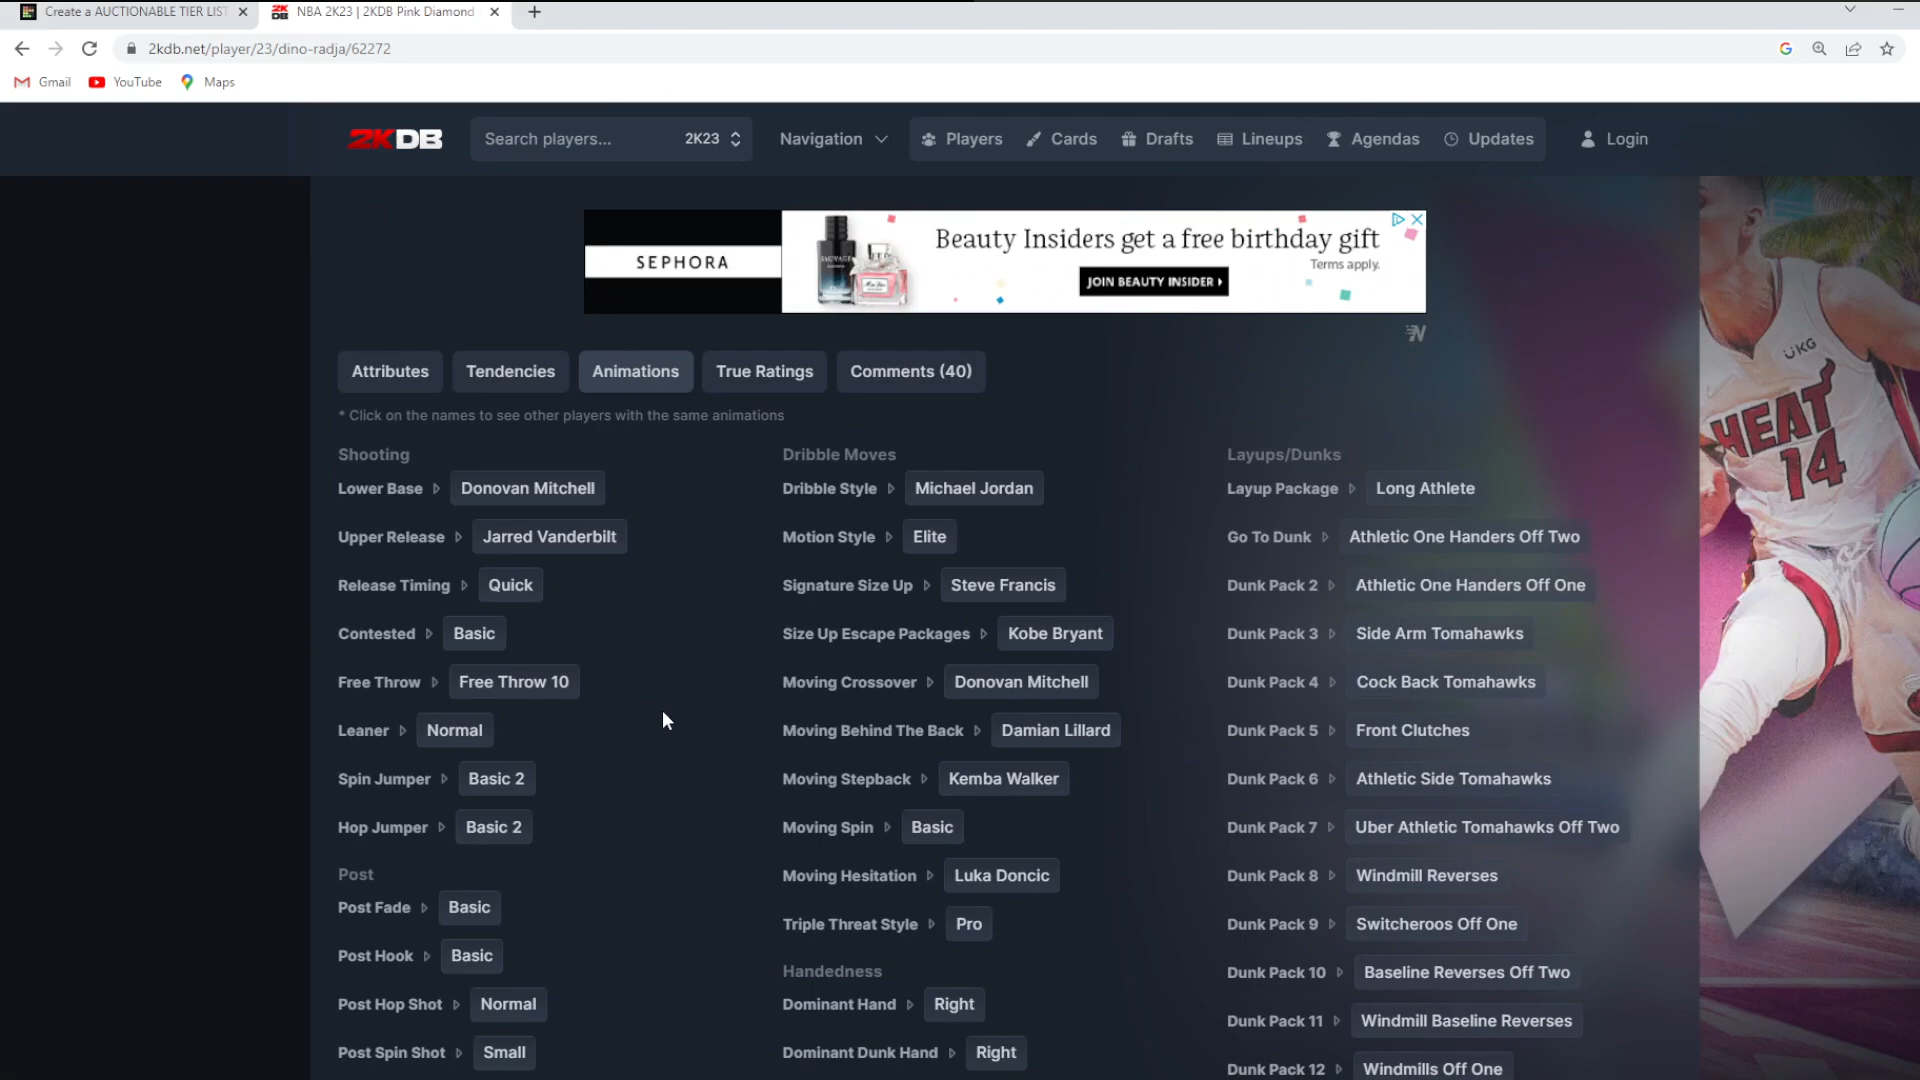 Create a AUCTIONABLE TIER LIST
NBA 2K23 | 2KDB Pink Diamond
2kdb.net/player/23/dino-radja/62272
Gmail
YouTube
Maps
2KDB
Search players...
2K23
Navigation
Players
Cards
Drafts
Lineups
Agendas
Updates
Login
SEPHORA
SAUVAGE
Beauty Insiders get a free birthday gift
Terms apply.
JOIN BEAUTY INSIDER
Attributes
Tendencies
Animations
True Ratings
Comments (40)
* Click on the names to see other players with the same animations
Shooting
Lower Base Donovan Mitchell
Upper Release Jarred Vanderbilt
Release Timing Quick
Contested Basic
Free Throw Free Throw 10
Leaner Normal
Spin Jumper Basic 2
Hop Jumper Basic 2
Post
Post Fade Basic
Post Hook Basic
Post Hop Shot Normal
Post Spin Shot Small
Dribble Moves
Dribble Style Michael Jordan
Motion Style Elite
Signature Size Up Steve Francis
Size Up Escape Packages Kobe Bryant
Moving Crossover Donovan Mitchell
Moving Behind The Back Damian Lillard
Moving Stepback Kemba Walker
Moving Spin Basic
Moving Hesitation Luka Doncic
Triple Threat Style Pro
Handedness
Dominant Hand Right
Dominant Dunk Hand Right
Layups/Dunks
Layup Package Long Athlete
Go To Dunk Athletic One Handers Off Two
Dunk Pack 2 Athletic One Handers Off One
Dunk Pack 3 Side Arm Tomahawks
Dunk Pack 4 Cock Back Tomahawks
Dunk Pack 5 Front Clutches
Dunk Pack 6 Athletic Side Tomahawks
Dunk Pack 7 Uber Athletic Tomahawks Off Two
Dunk Pack 8 Windmill Reverses
Dunk Pack 9 Switcheroos Off One
Dunk Pack 10 Baseline Reverses Off Two
Dunk Pack 11 Windmill Baseline Reverses
Dunk Pack 12 Windmills Off One
UKG
HEAT
14